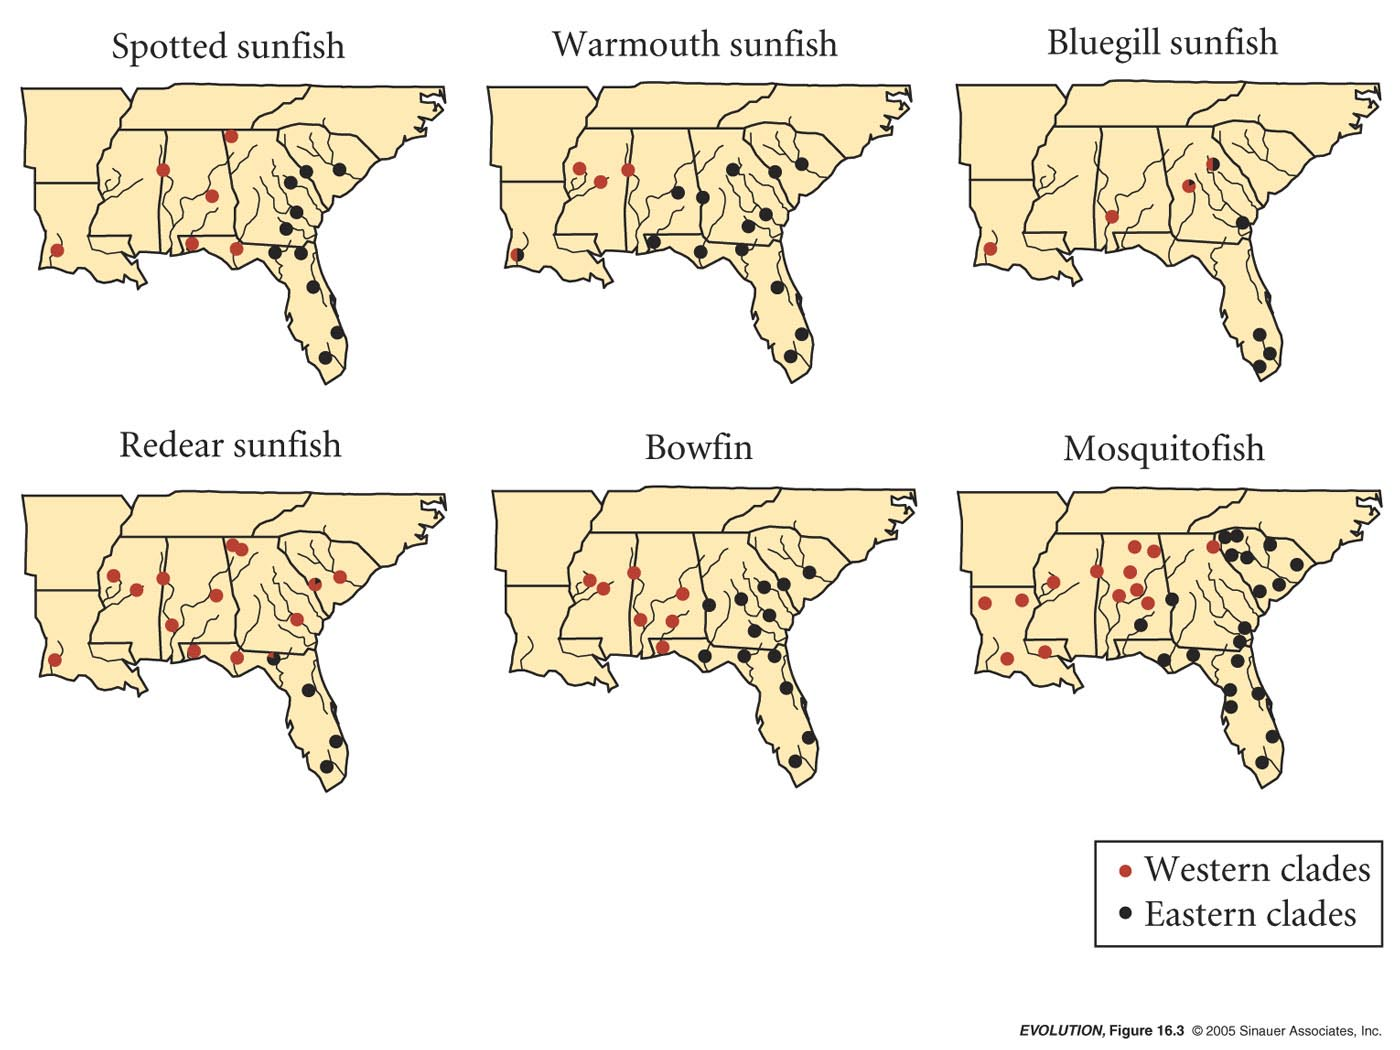 Spotted sunfish
Warmouth sunfish
Bluegill sunfish
Redear sunfish
Bowfin
Mosquitofish
Western clades
Eastern clades
EVOLUTION, Figure 16.3 © 2005 Sinauer Associates, Inc.